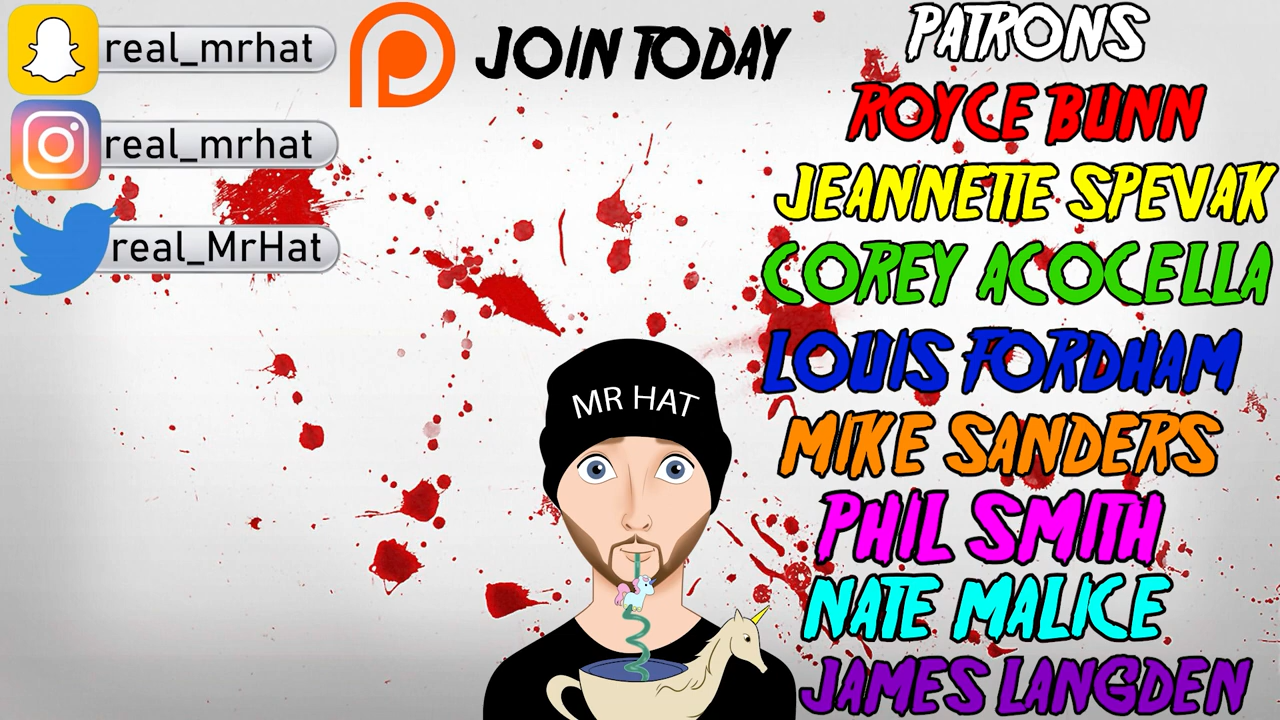 real_mrhat
real_mrhat
real_MrHat
JOIN TODAY
MR HAT
PATRONS
ROYCE BUNN
JEANNETTE SPEVAK
COREY ACOCELLA
LOUIS FORDHAM
MIKE SANDERS
PHIL SMITH
NATE MALICE
JAMES LANGDEN